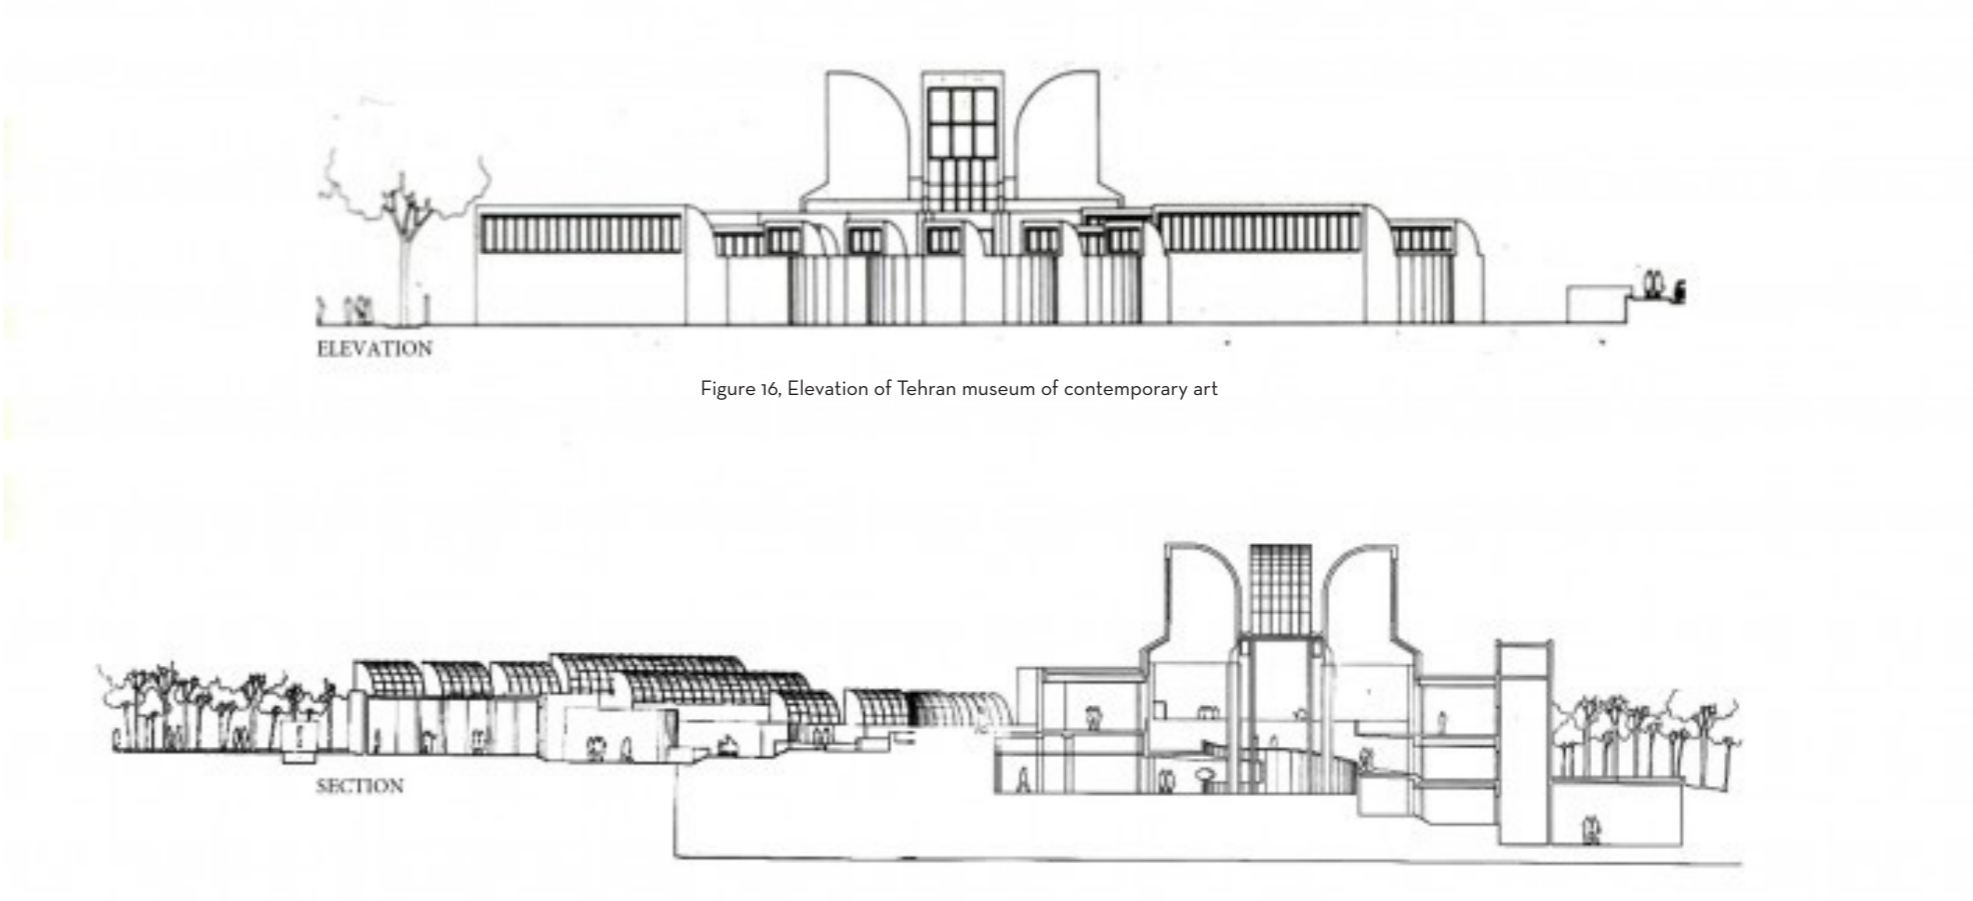 ELEVATION
Figure 16, Elevation of Tehran museum of contemporary art
SECTION